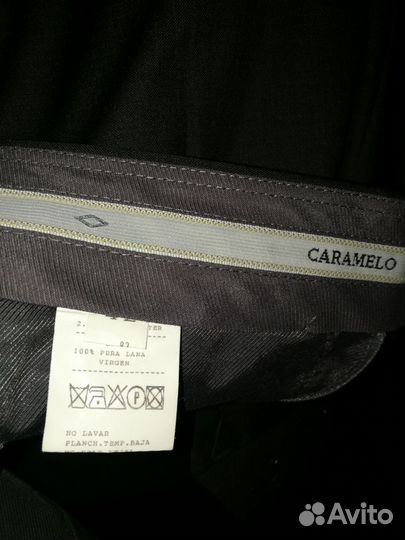 CARAMELO
100% PURA LANA
VIRGEN
P
NO LAVAR
PLANCH.TEMP.BAJA
Avito